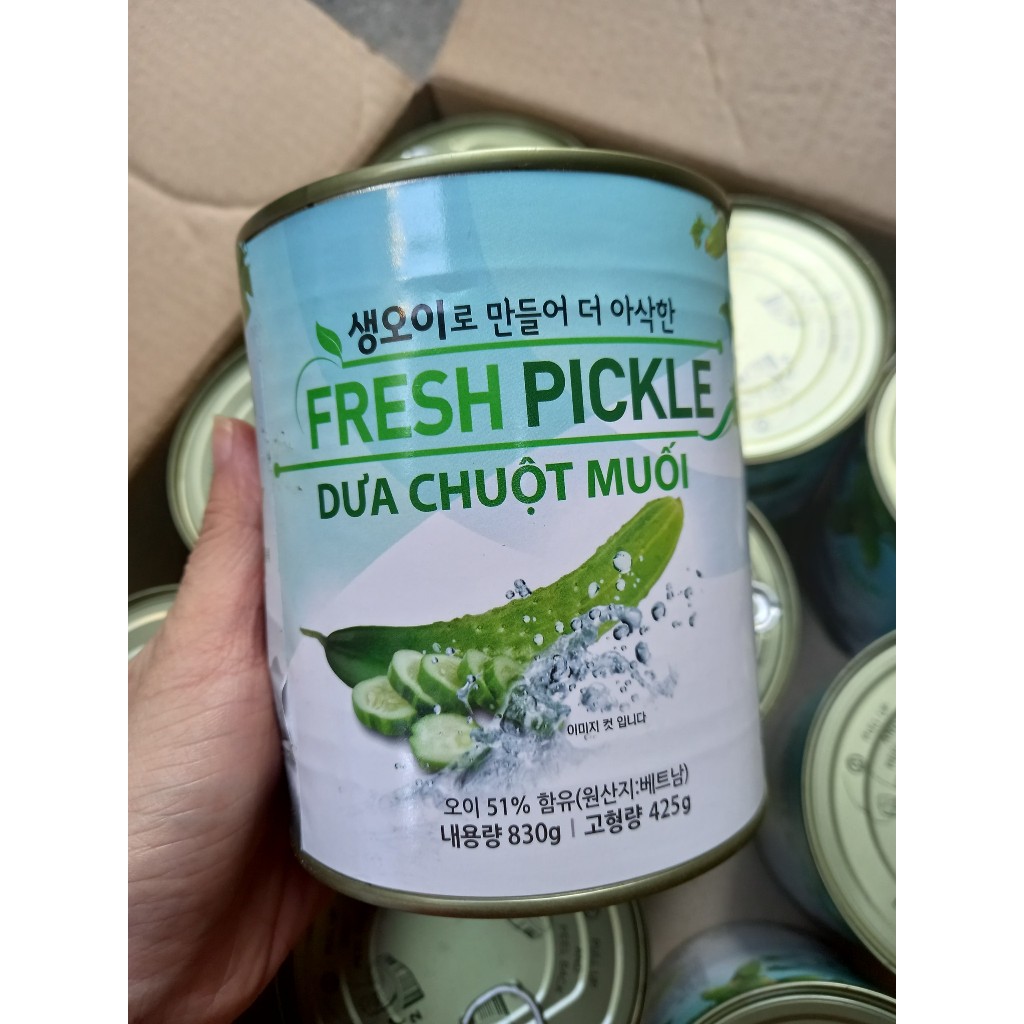 생오이로 만들어 더 아삭한
FRESH PICKLE
DƯA CHUỘT MUỐI
이미지 컷 입니다
오이 51% 함유(원산지:베트남)
내용량 830g | 고형량 425g